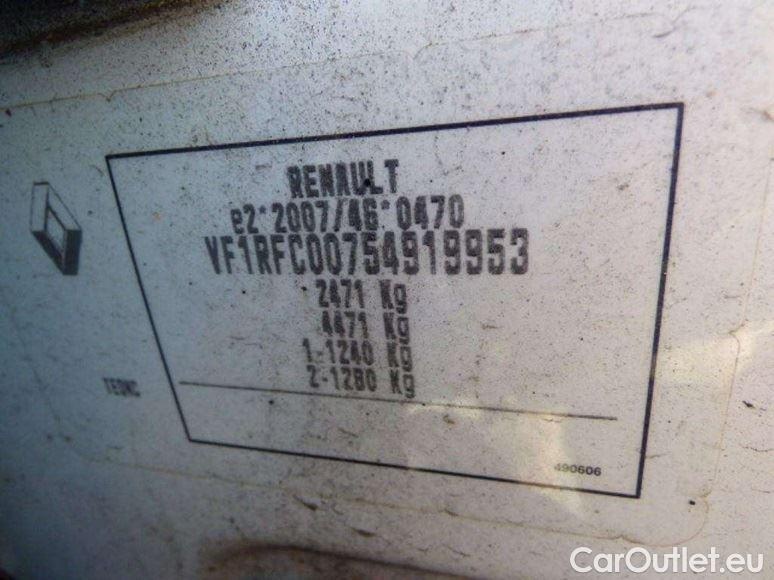 RENAULT
e2*2007/46*0470
VF1RFC00754919953
2471 Kg
4471 Kg
1-1240 Kg
2-1280 Kg
TEQNC
490606
CarOutlet.eu